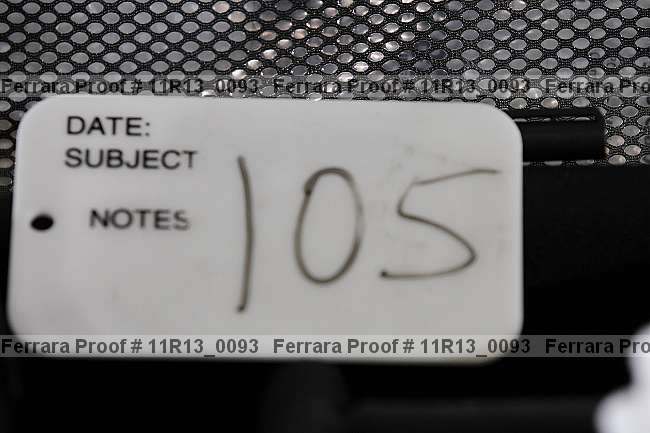 Ferrara Proof # 11R13_0093 Ferrara Proof # 11R13_0093 Ferrara Pro
DATE:
SUBJECT
NOTES
105
Ferrara Proof # 11R13_0093 Ferrara Proof # 11R13_0093 Ferrara Pro